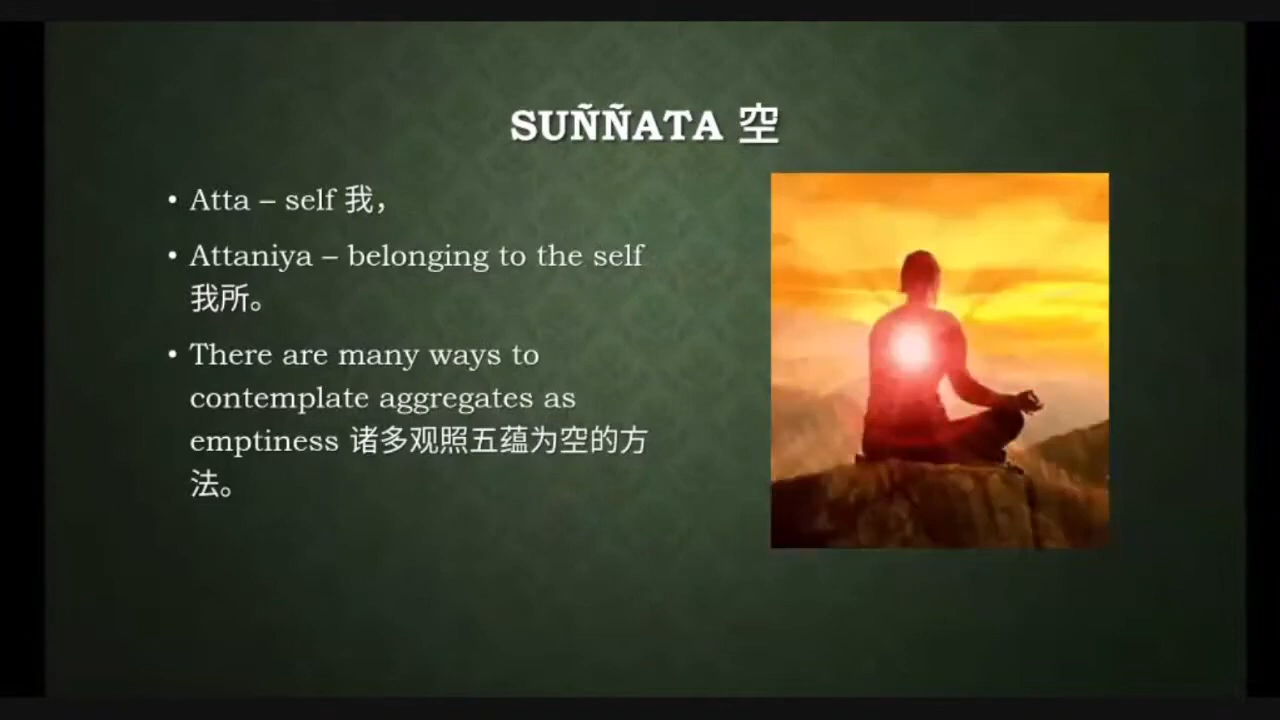 SUÑÑATA 空
• Atta – self 我，
• Attaniya – belonging to the self
我所。
• There are many ways to
contemplate aggregates as
emptiness 诸多观照五蕴为空的方
法。